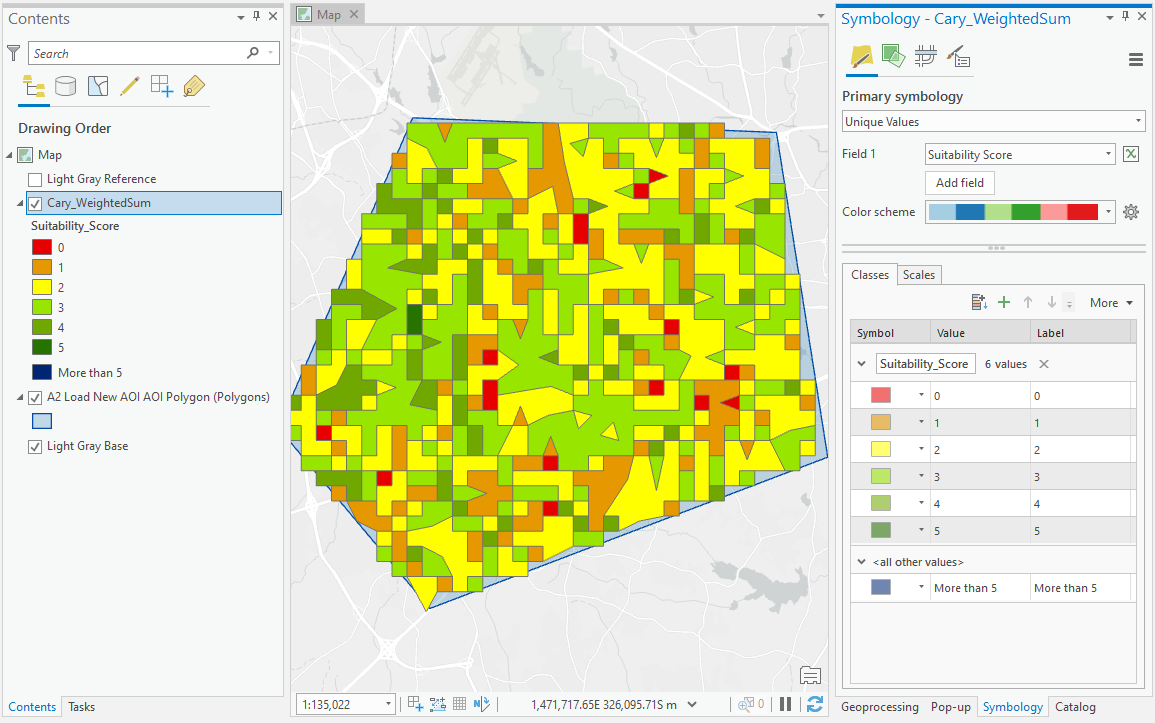 Contents
Search
Drawing Order
Map
Light Gray Reference
Cary_WeightedSum
Suitability_Score
0
1
2
3
4
5
More than 5
A2 Load New AOI AOI Polygon (Polygons)
Light Gray Base
Contents Tasks
Map
1:135,022 1,471,717.65E 326,095.71S m 0
Symbology - Cary_WeightedSum
Primary symbology
Unique Values
Field 1 Suitability Score
Add field
Color scheme
Classes Scales
More
Symbol Value Label
Suitability_Score 6 values
0 0
1 1
2 2
3 3
4 4
5 5
<all other values>
More than 5 More than 5
Geoprocessing Pop-up Symbology Catalog